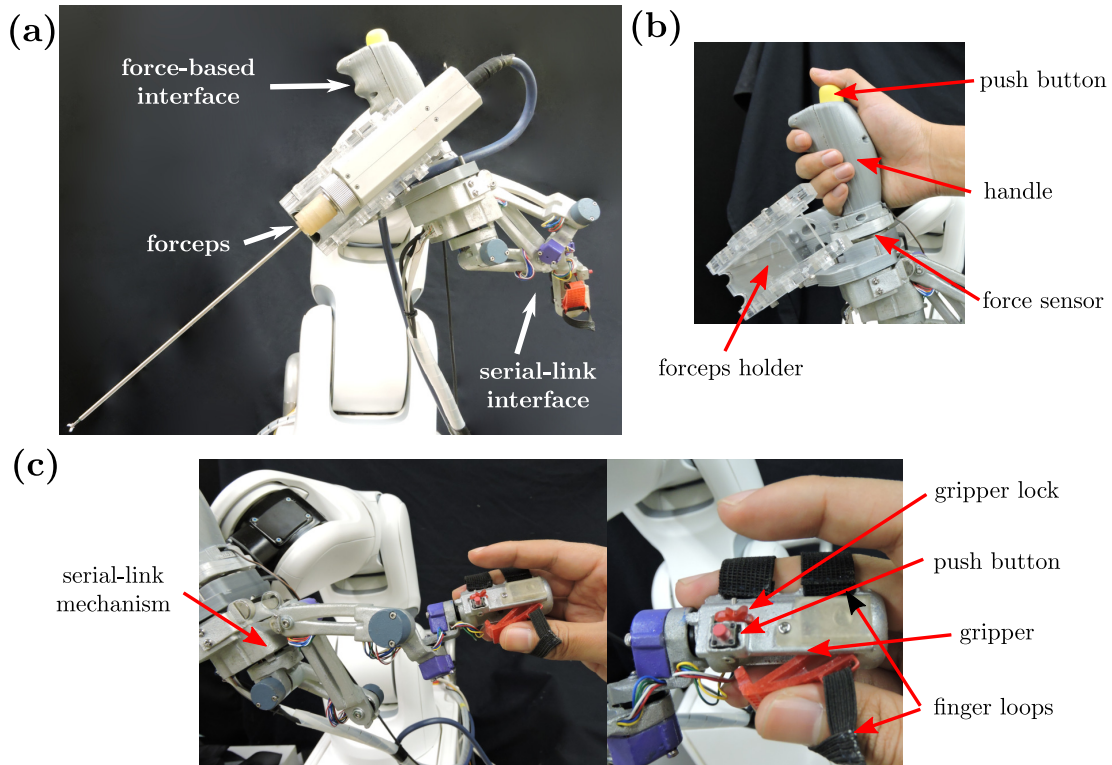 (a)
force-based
interface
forceps
serial-link
interface
(b)
push button
handle
force sensor
forceps holder
(c)
serial-link
mechanism
gripper lock
push button
gripper
finger loops